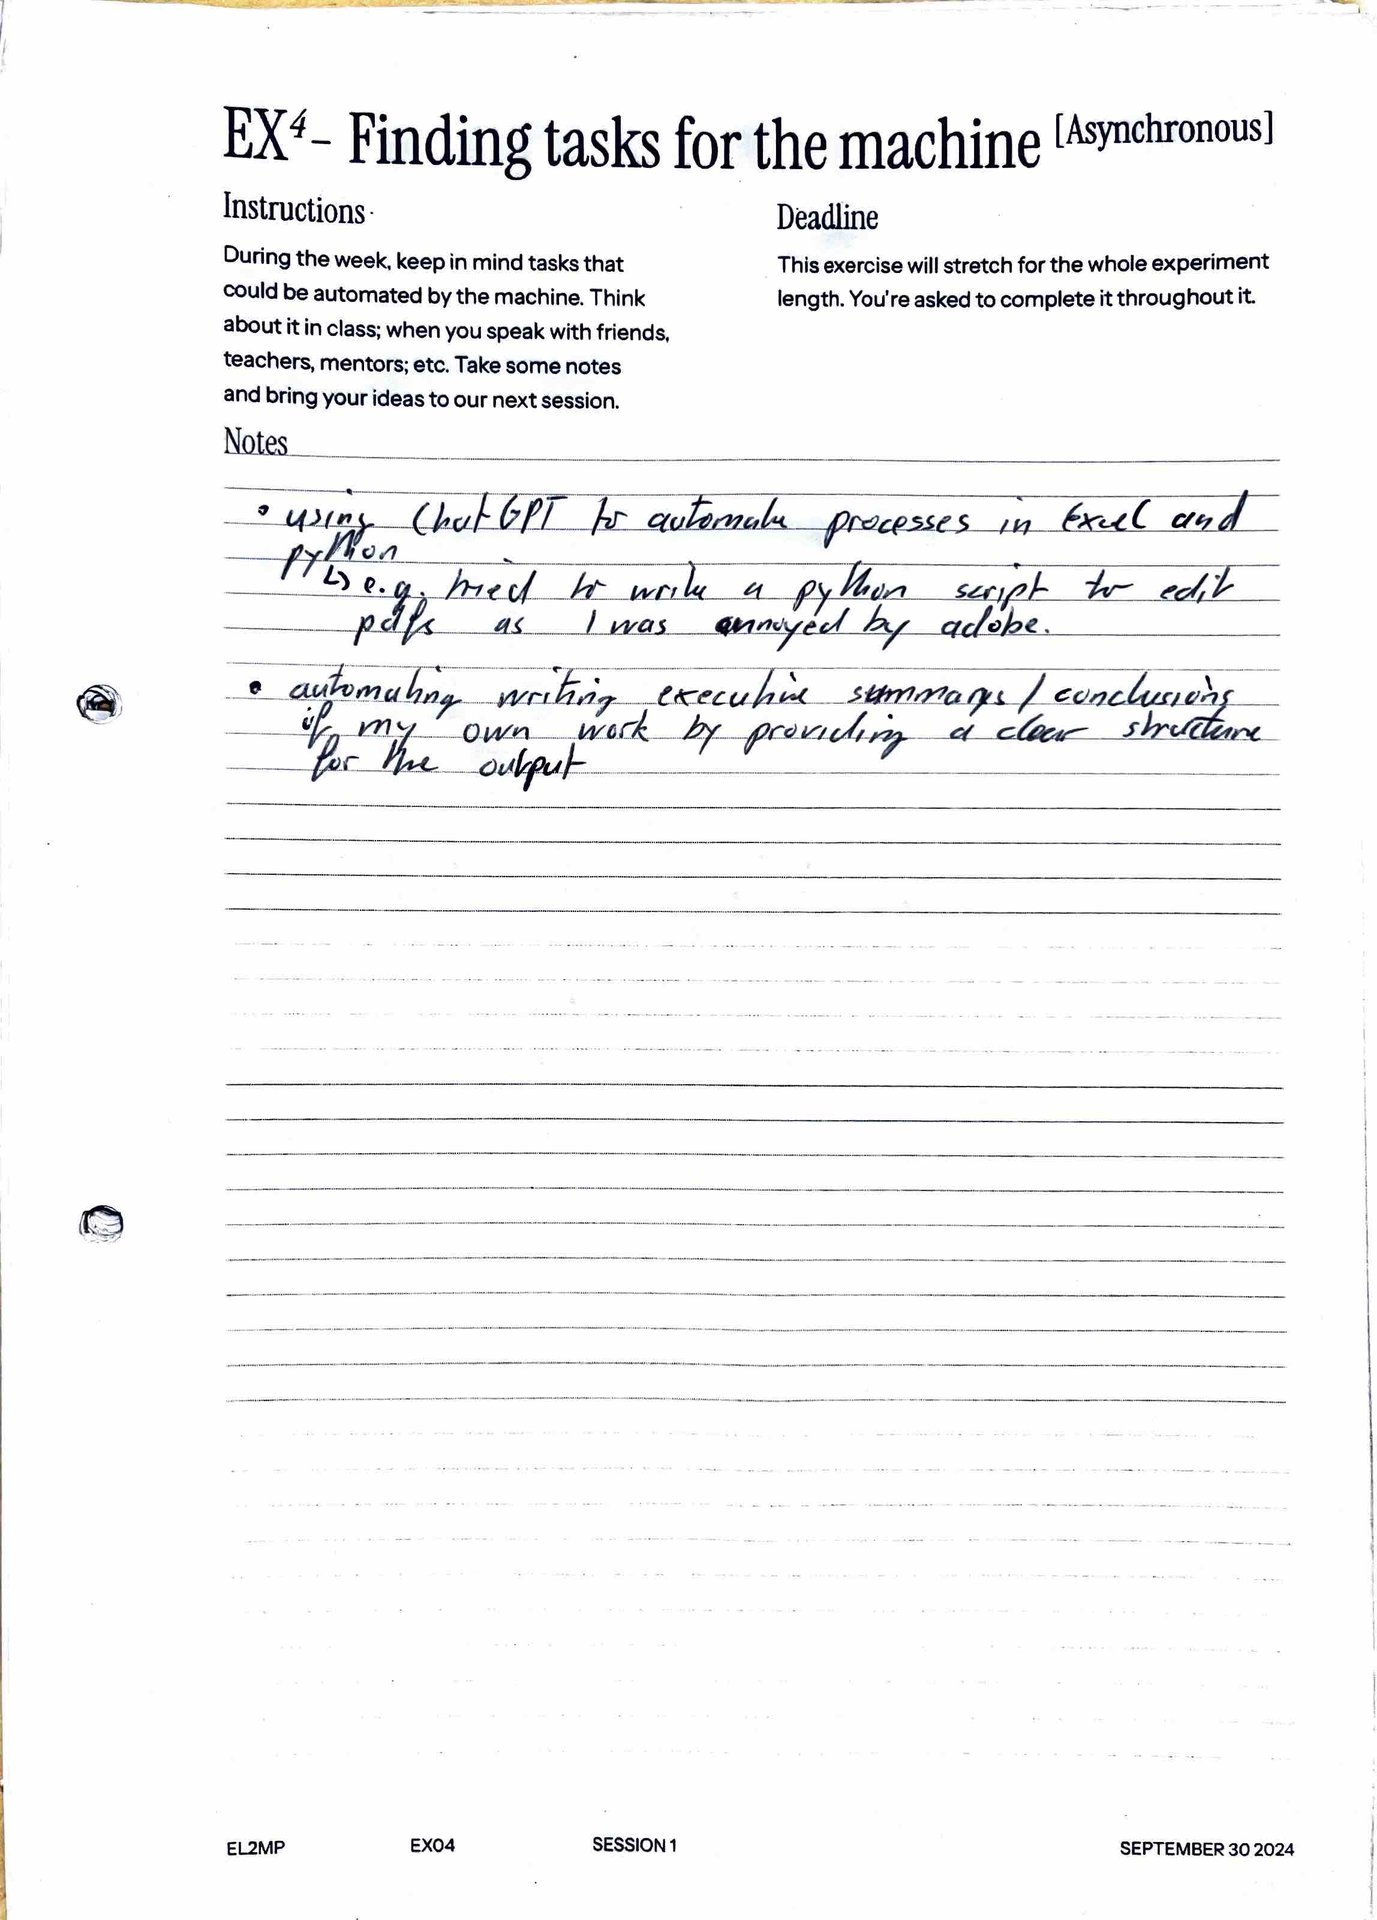 EX⁴ - Finding tasks for the machine [Asynchronous]
Instructions
During the week, keep in mind tasks that
could be automated by the machine. Think
about it in class; when you speak with friends,
teachers, mentors; etc. Take some notes
and bring your ideas to our next session.
Deadline
This exercise will stretch for the whole experiment
length. You're asked to complete it throughout it.
Notes
• using ChatGPT to automate processes in Excel and
python
↳ e.g. tried to write a python script to edit
pdfs as I was annoyed by adobe.
• automating writing executive summarys / conclusions
of my own work by providing a clear structure
for the output
EL2MP EX04 SESSION 1 SEPTEMBER 30 2024